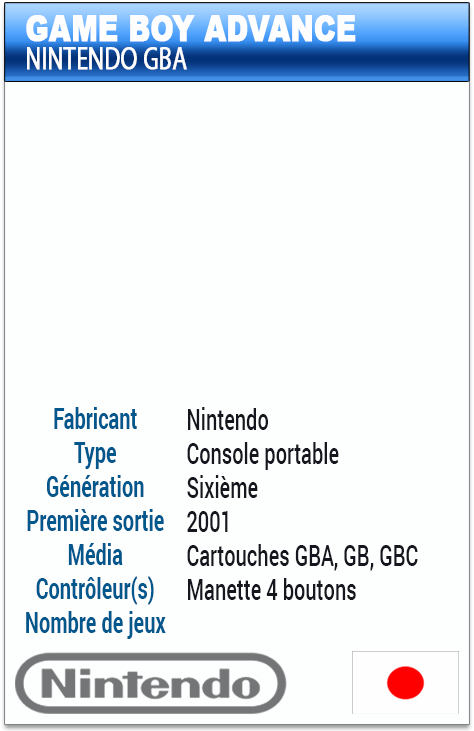 GAME BOY ADVANCE
NINTENDO GBA
Fabricant Nintendo
Type Console portable
Génération Sixième
Première sortie 2001
Média Cartouches GBA, GB, GBC
Contrôleur(s) Manette 4 boutons
Nombre de jeux
Nintendo